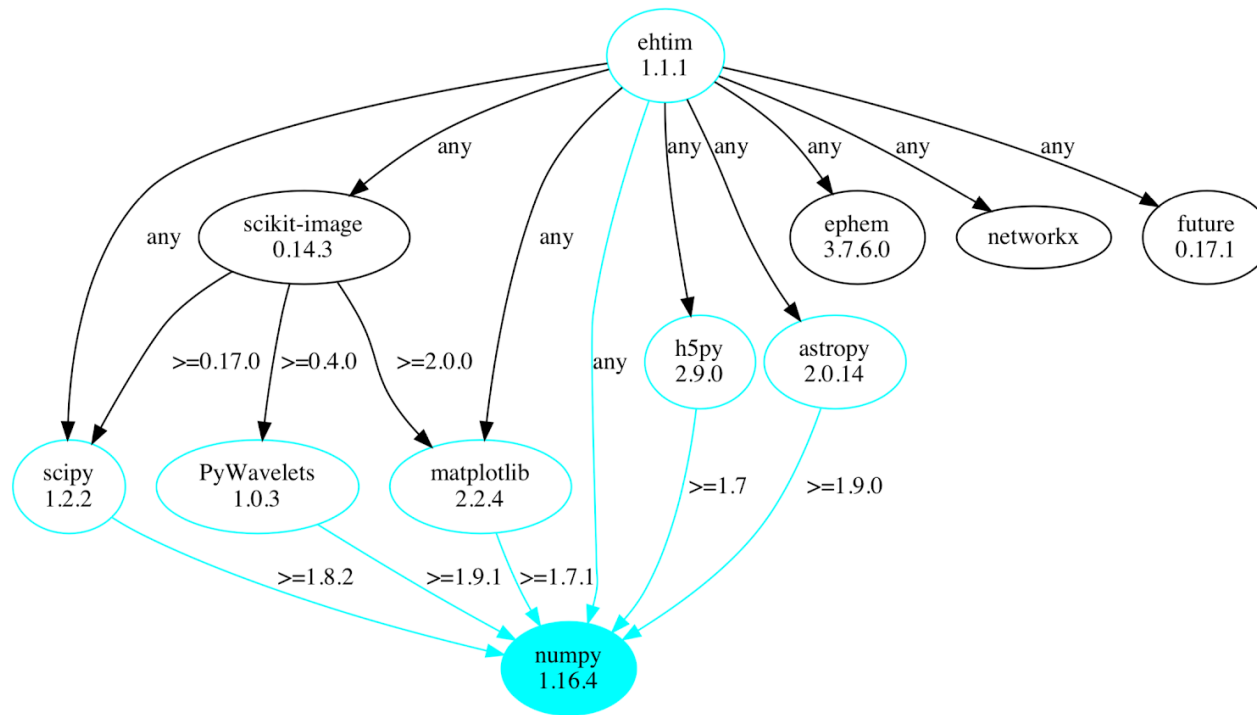 ehtim
1.1.1
any
any
any
any
any
any
any
any
any
scikit-image
0.14.3
ephem
3.7.6.0
networkx
future
0.17.1
>=0.17.0
>=0.4.0
>=2.0.0
h5py
2.9.0
astropy
2.0.14
scipy
1.2.2
PyWavelets
1.0.3
matplotlib
2.2.4
>=1.7
>=1.9.0
>=1.8.2
>=1.9.1
>=1.7.1
numpy
1.16.4